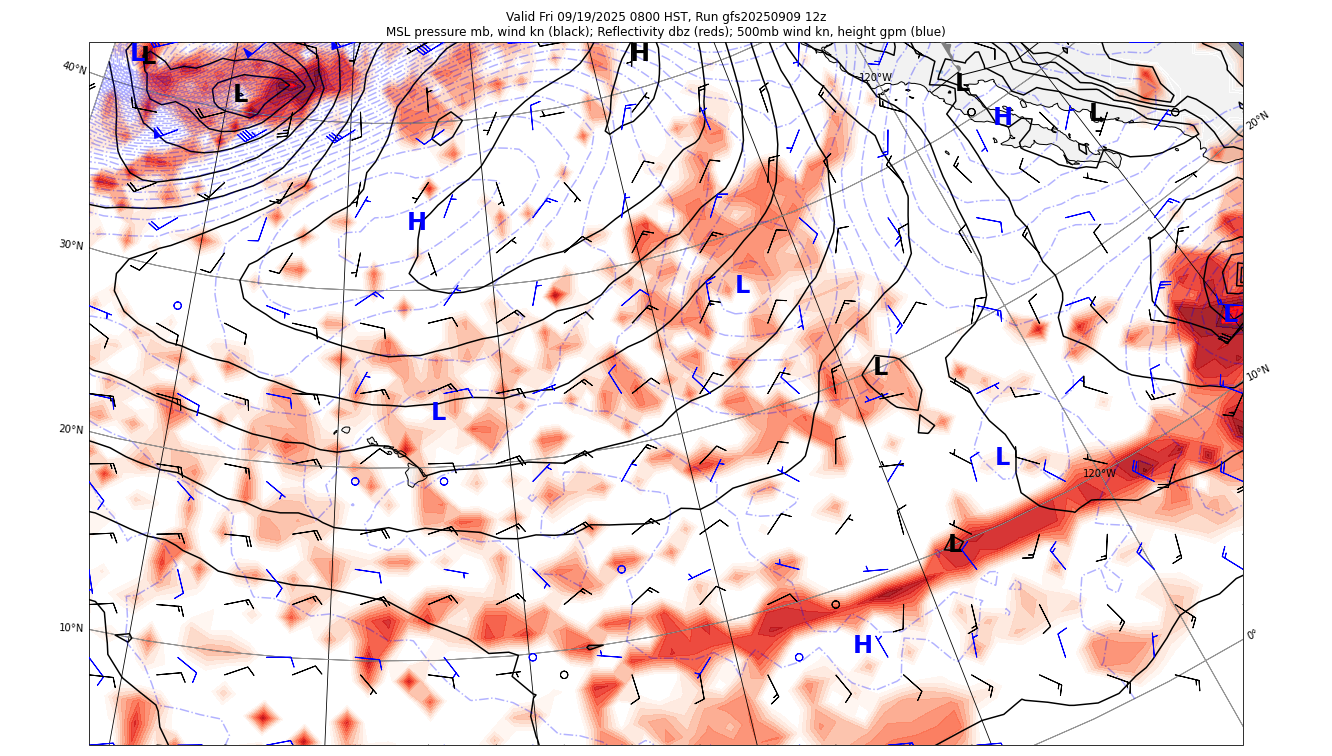 Valid Fri 09/19/2025 0800 HST, Run gfs20250909 12z
MSL pressure mb, wind kn (black); Reflectivity dbz (reds); 500mb wind kn, height gpm (blue)
L L H
40°N 120°W L
L H L 20°N
H
30°N L
L
L 10°N
L
20°N
L
120°W
L
10°N H 0°